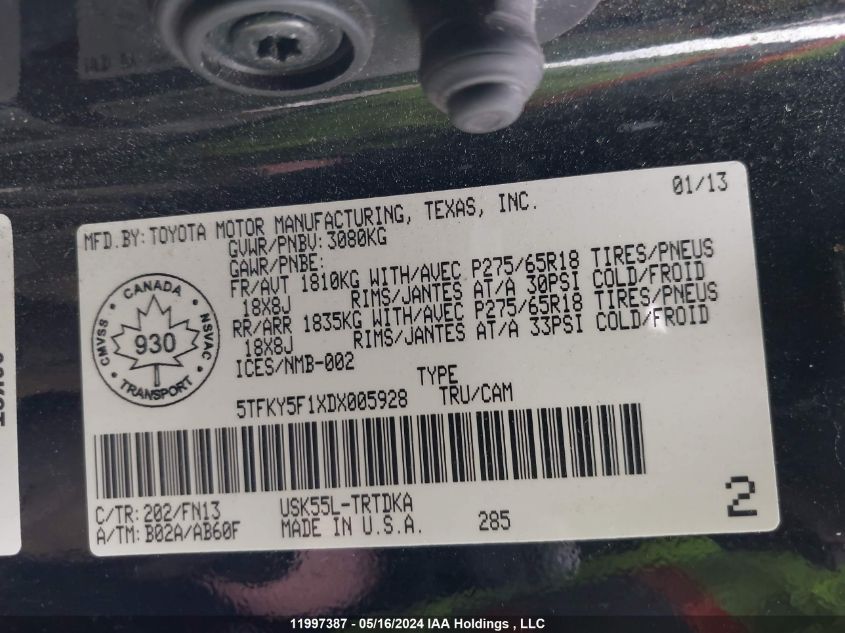 MFD.BY: TOYOTA MOTOR MANUFACTURING, TEXAS, INC. 01/13
GVWR/PNBV: 3080KG
GAWR/PNBE:
FR/AVT 1810KG WITH/AVEC P275/65R18 TIRES/PNEUS
18X8J RIMS/JANTES AT/A 30PSI COLD/FROID
RR/ARR 1835KG WITH/AVEC P275/65R18 TIRES/PNEUS
18X8J RIMS/JANTES AT/A 33PSI COLD/FROID
ICES/NMB-002
CANADA
CMVSS 930 NSVAC
TRANSPORT
TYPE
5TFKY5F1XDX005928 TRU/CAM
C/TR: 202/FN13 USK55L-TRTDKA
A/TM: B02A/AB60F MADE IN U.S.A. 285
2
11997387 - 05/16/2024 IAA Holdings , LLC